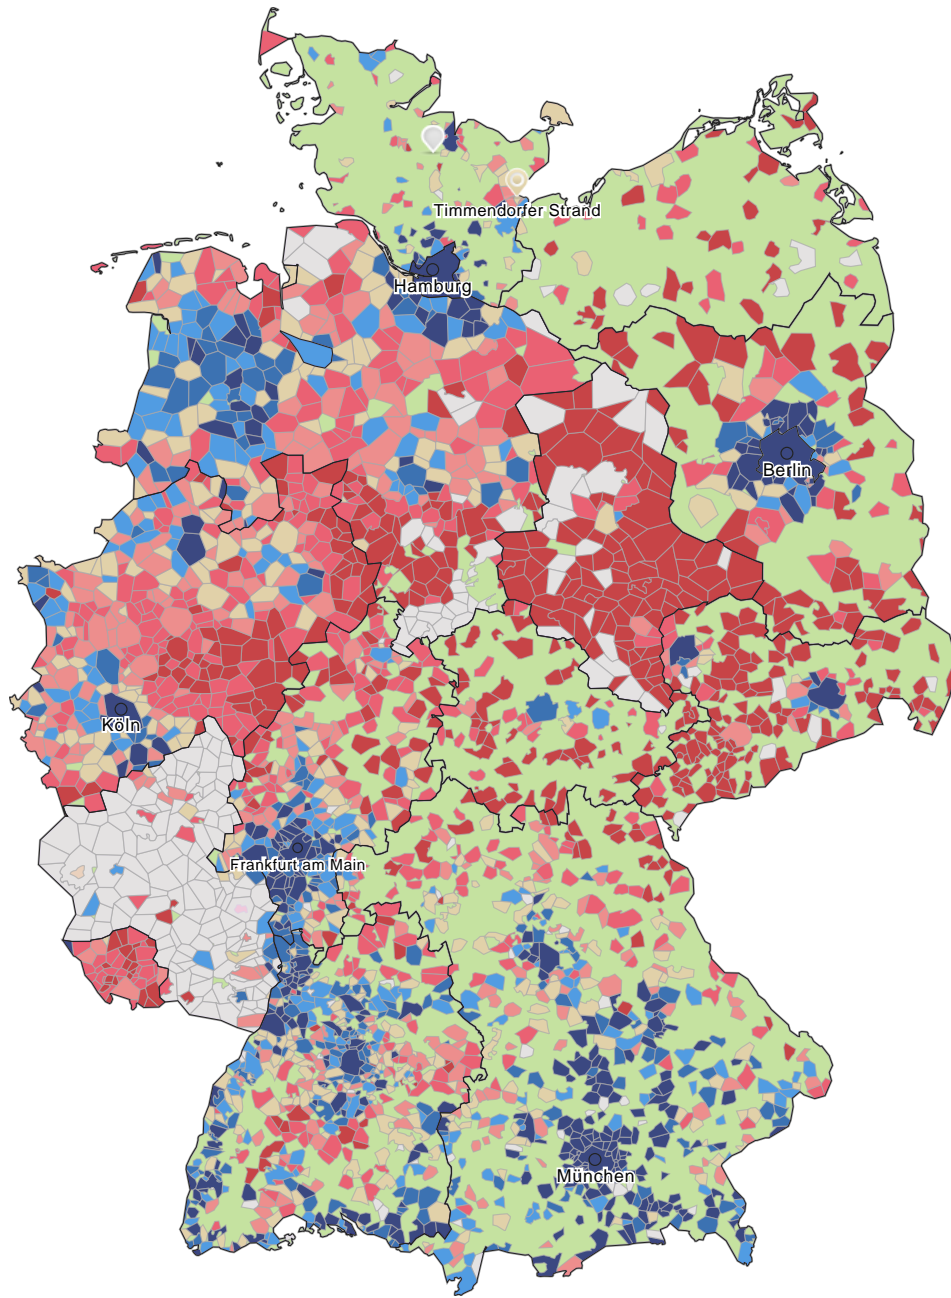 Timmendorfer Strand
Hamburg
Berlin
Köln
Frankfurt am Main
München